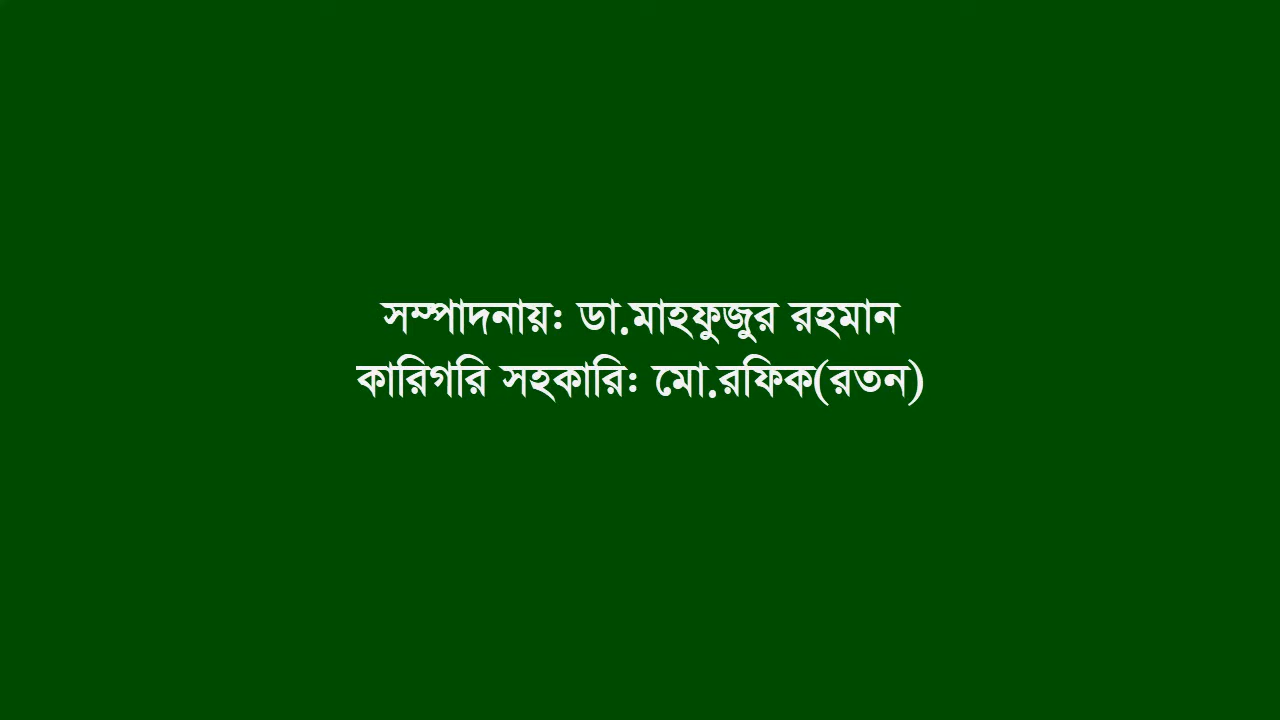 সম্পাদনায়: ডা.মাহফুজুর রহমান
কারিগরি সহকারি: মো.রফিক(রতন)